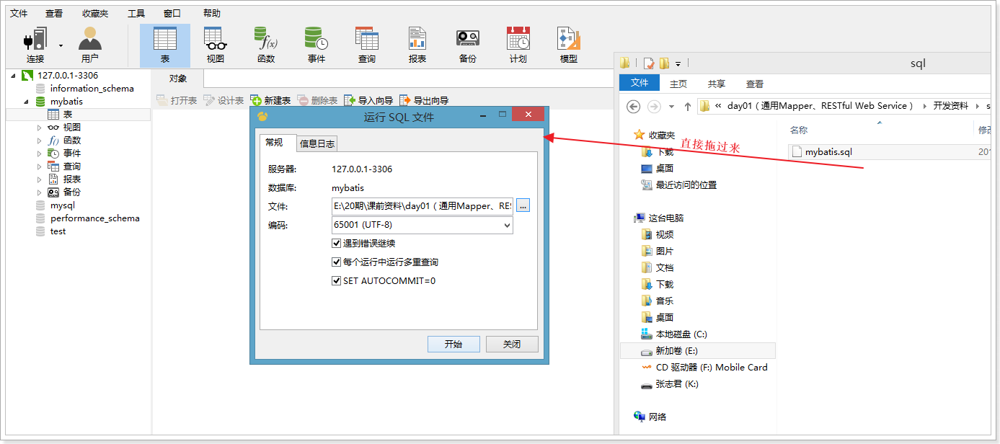 文件 查看 收藏夹 工具 窗口 帮助
连接 用户 表 视图 函数 事件 查询 报表 备份 计划 模型
127.0.0.1-3306
information_schema
mybatis
表
视图
函数
事件
查询
报表
备份
mysql
performance_schema
test
对象
打开表 设计表 新建表 删除表 导入向导 导出向导
运行 SQL 文件
常规 信息日志
服务器: 127.0.0.1-3306
数据库: mybatis
文件: E:\20期\课前资料\day01 ( 通用Mapper、RES
...
编码: 65001 (UTF-8)
遇到错误继续
每个运行中运行多重查询
SET AUTOCOMMIT=0
开始 关闭
直接拖过来
sql
文件 主页 共享 查看
« day01 ( 通用Mapper、RESTful Web Service ) 开发资料 s
名称 修改
mybatis.sql 201
收藏夹
下载
桌面
最近访问的位置
这台电脑
视频
图片
文档
下载
音乐
桌面
本地磁盘 (C:)
新加卷 (E:)
CD 驱动器 (F:) Mobile Card
张志君 (K:)
网络